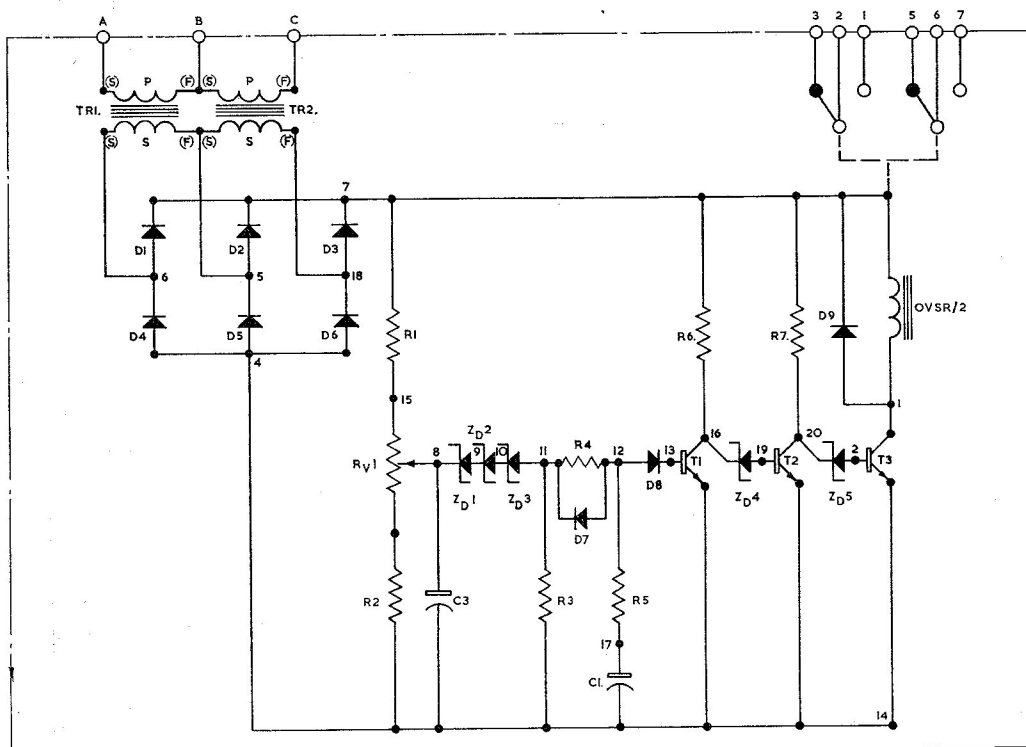 A B C 3 2 1 5 6 7
(S) P (F) (S) P (F)
TR1. TR2.
(S) S (F) (S) S (F)
7
D1 D2 D3
6 5 18
D4 D5 D6
4
R1 R6. R7. D9 OVSR/2
15 1
ZD2 16 20
RV1 8 9 10 11 R4 12 13 T1 19 T2 2 T3
ZD1 ZD3 D8 ZD4 ZD5
D7
R2 C3 R3 R5
17
C1.
14